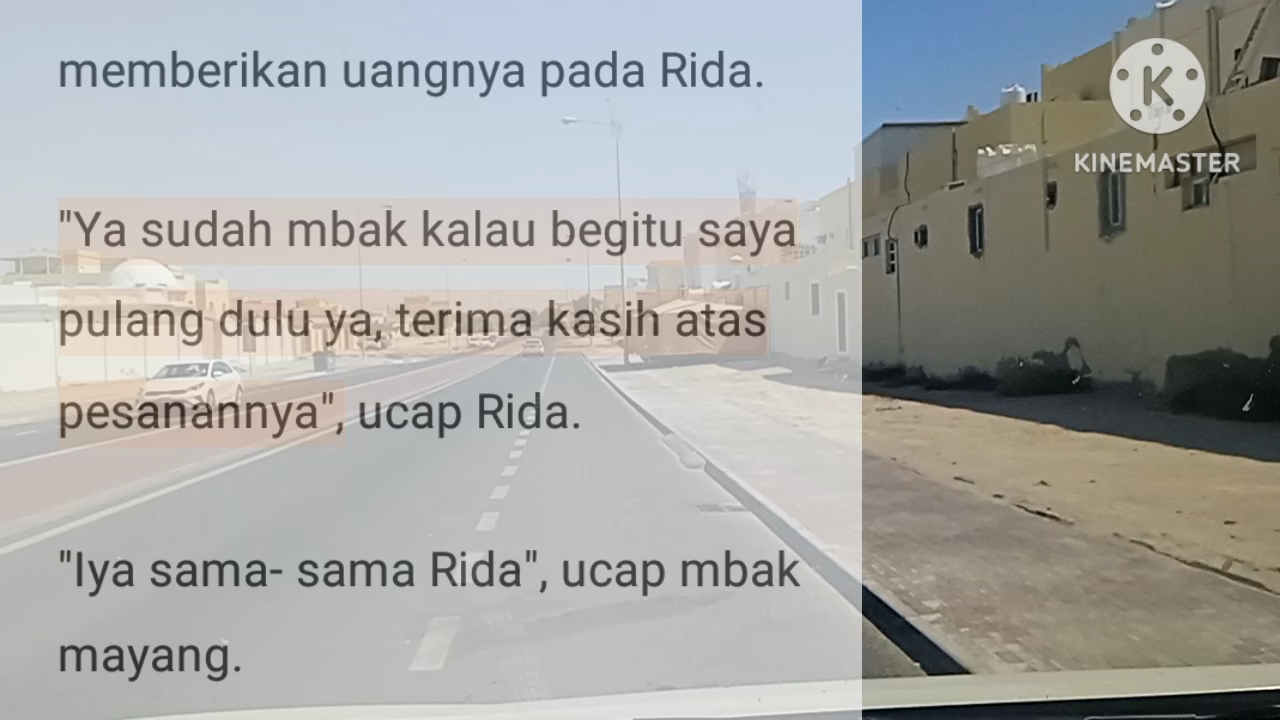 memberikan uangnya pada Rida.
"Ya sudah mbak kalau begitu saya
pulang dulu ya, terima kasih atas
pesanannya", ucap Rida.
"Iya sama- sama Rida", ucap mbak
mayang.
K
KINEMASTER